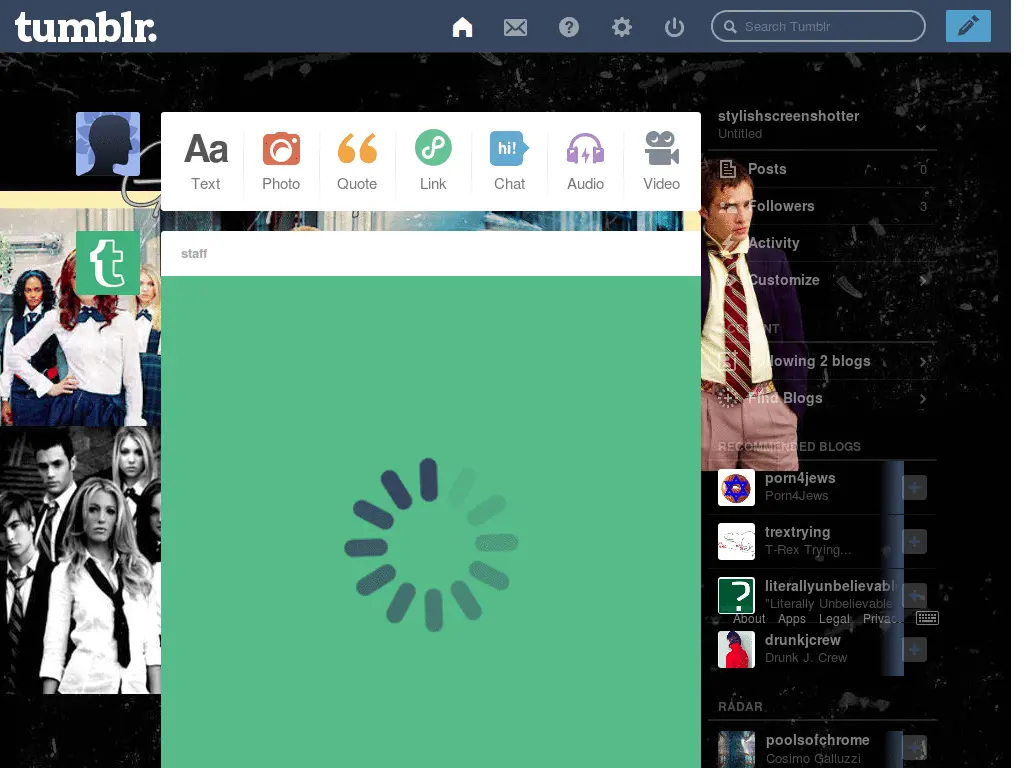 tumblr.
Search Tumblr
Aa
Text
Photo
Quote
Link
hi!
Chat
Audio
Video
t
staff
stylishscreenshotter
Untitled
Posts 0
Followers 3
Activity
Customize
ACCOUNT
Following 2 blogs
Find Blogs
RECOMMENDED BLOGS
porn4jews
Porn4Jews
trextrying
T-Rex Trying...
literallyunbelievabl
"Literally Unbelievable
About Apps Legal Privac
drunkjcrew
Drunk J. Crew
RADAR
poolsofchrome
Cosimo Galluzzi